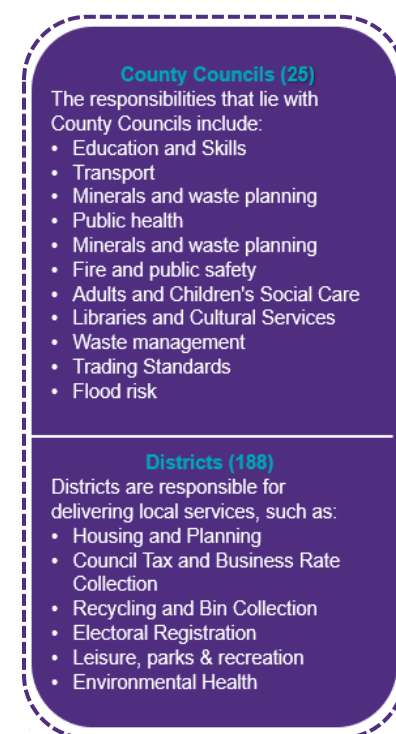 County Councils (25)
The responsibilities that lie with
County Councils include:
• Education and Skills
• Transport
• Minerals and waste planning
• Public health
• Minerals and waste planning
• Fire and public safety
• Adults and Children's Social Care
• Libraries and Cultural Services
• Waste management
• Trading Standards
• Flood risk
Districts (188)
Districts are responsible for
delivering local services, such as:
• Housing and Planning
• Council Tax and Business Rate
Collection
• Recycling and Bin Collection
• Electoral Registration
• Leisure, parks & recreation
• Environmental Health